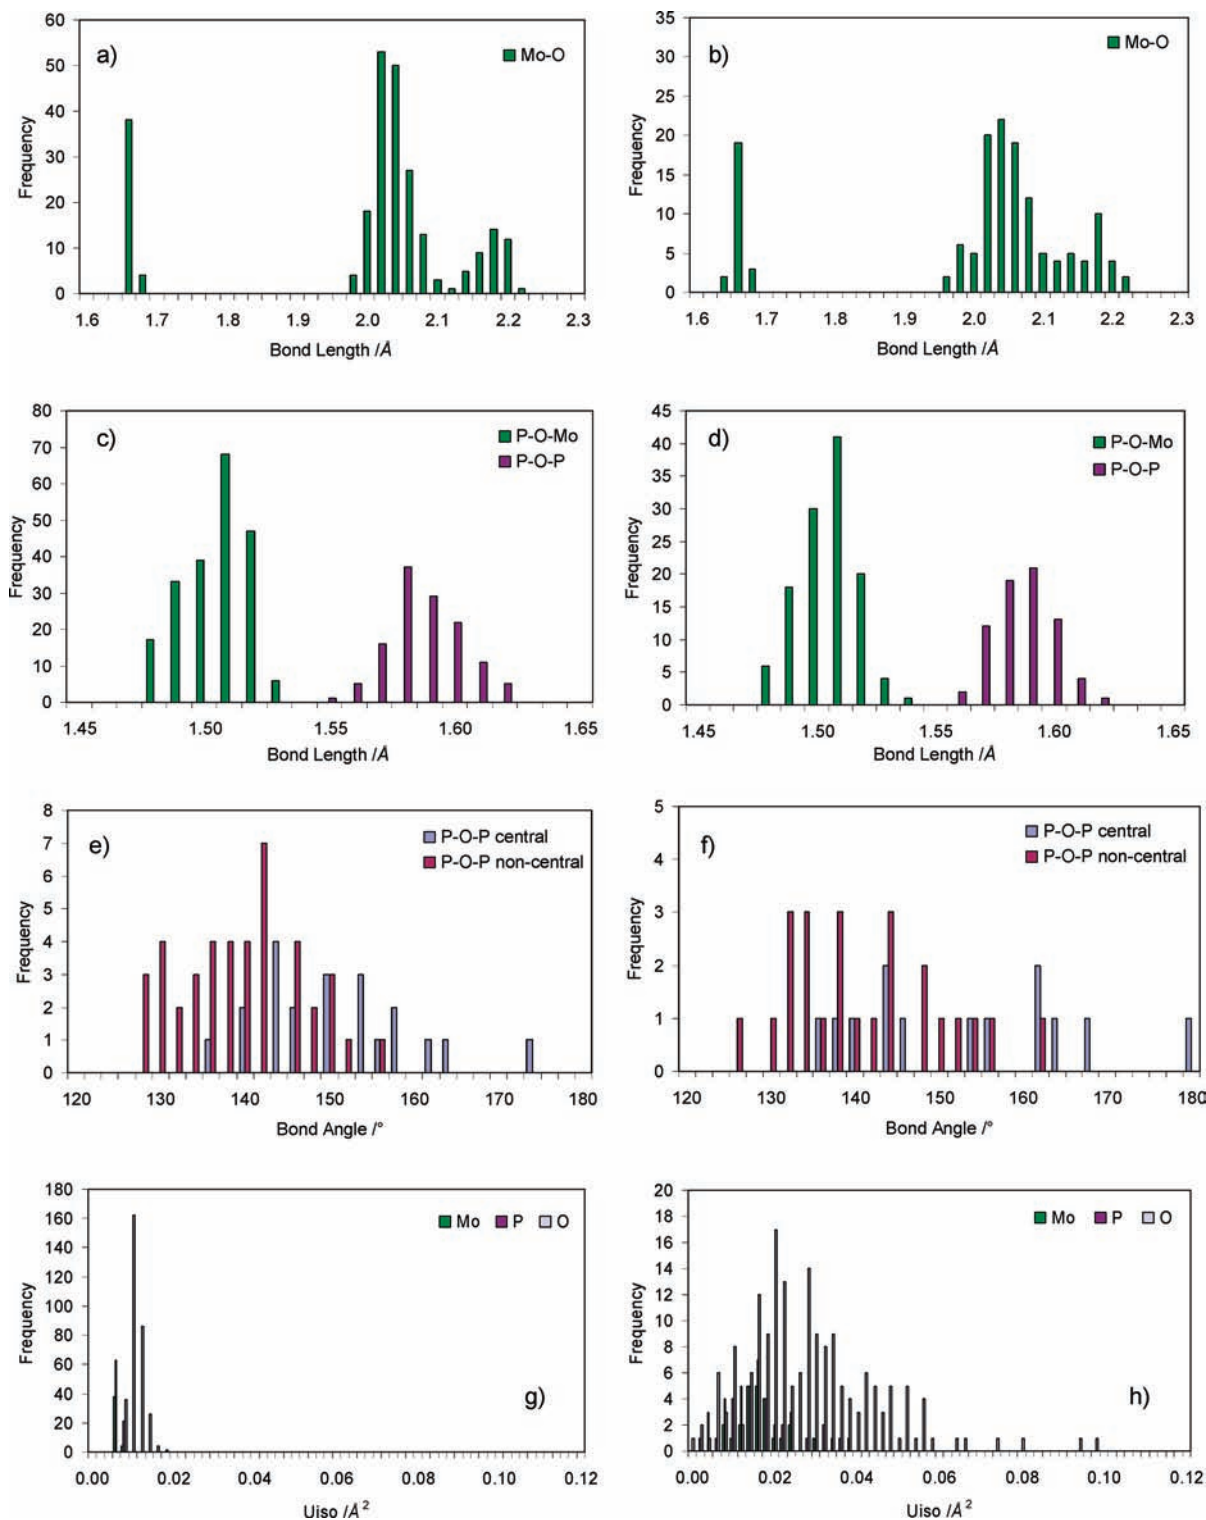 a)
Mo-O
Frequency
60
50
40
30
20
10
0
1.6 1.7 1.8 1.9 2.0 2.1 2.2 2.3
Bond Length /Å
b)
Mo-O
Frequency
35
30
25
20
15
10
5
0
1.6 1.7 1.8 1.9 2.0 2.1 2.2 2.3
Bond Length /Å
c)
P-O-Mo
P-O-P
Frequency
80
70
60
50
40
30
20
10
0
1.45 1.50 1.55 1.60 1.65
Bond Length /Å
d)
P-O-Mo
P-O-P
Frequency
45
40
35
30
25
20
15
10
5
0
1.45 1.50 1.55 1.60 1.65
Bond Length /Å
e)
P-O-P central
P-O-P non-central
Frequency
8
7
6
5
4
3
2
1
0
120 130 140 150 160 170 180
Bond Angle /°
f)
P-O-P central
P-O-P non-central
Frequency
5
4
3
2
1
0
120 130 140 150 160 170 180
Bond Angle /°
g)
Mo P O
Frequency
180
160
140
120
100
80
60
40
20
0
0.00 0.02 0.04 0.06 0.08 0.10 0.12
Uiso /Å²
h)
Mo P O
Frequency
20
18
16
14
12
10
8
6
4
2
0
0.00 0.02 0.04 0.06 0.08 0.10 0.12
Uiso /Å²